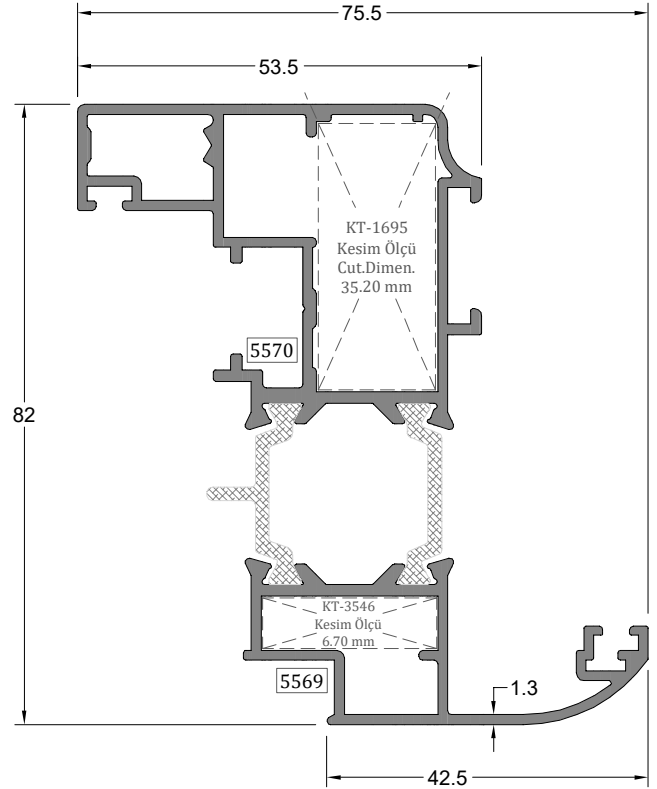 75.5
53.5
KT-1695
Kesim Ölçü
Cut.Dimen.
35.20 mm
5570
82
KT-3546
Kesim Ölçü
6.70 mm
5569
1.3
42.5